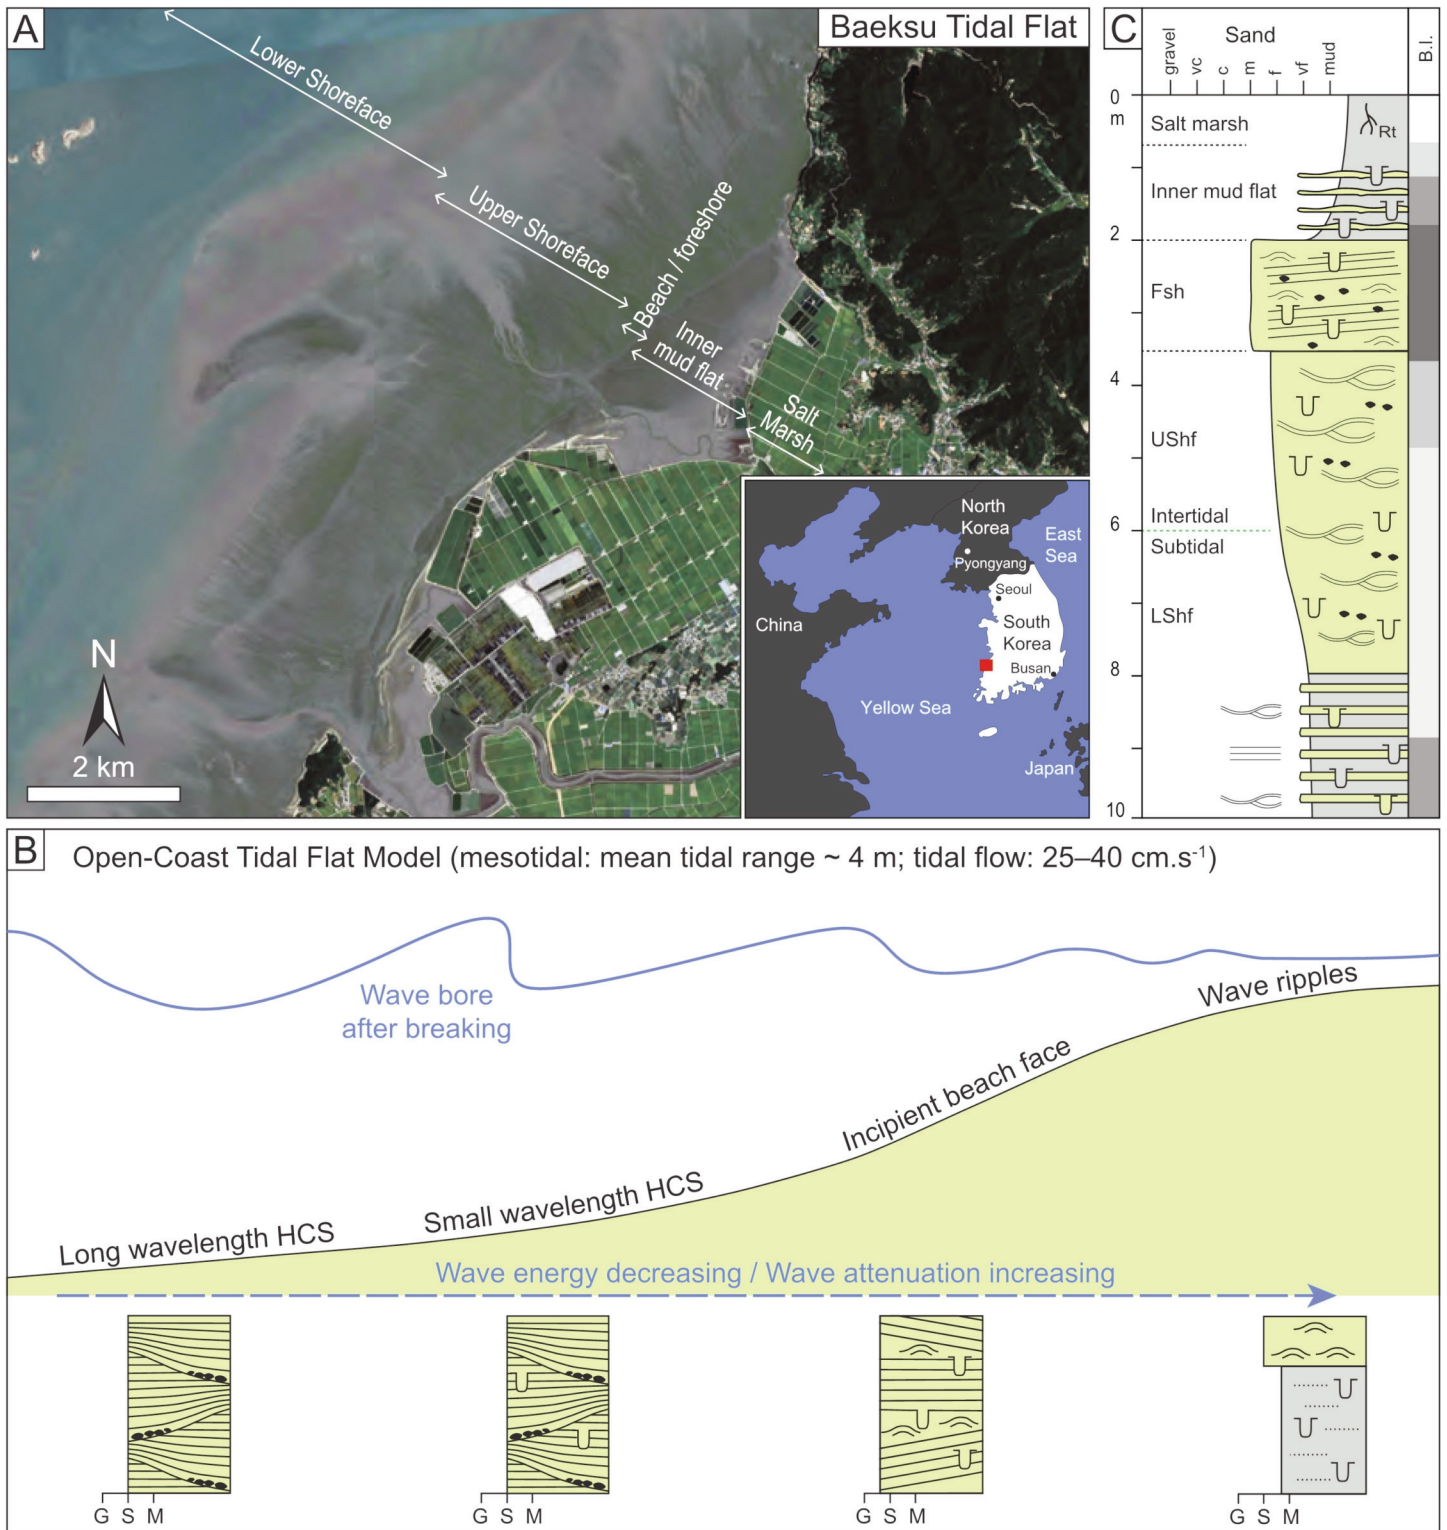 A
Baeksu Tidal Flat
Lower Shoreface
Upper Shoreface
Beach / foreshore
Inner
mud flat
Salt
Marsh
N
2 km
North
Korea
Pyongyang
East
Sea
Seoul
South
Korea
Busan
China
Yellow Sea
Japan
C
Sand
B.I.
gravel
vc
c
m
f
vf
mud
0
m
Salt marsh
Rt
Inner mud flat
2
Fsh
4
UShf
Intertidal
6
Subtidal
LShf
8
10
B
Open-Coast Tidal Flat Model (mesotidal: mean tidal range ~ 4 m; tidal flow: 25–40 cm.s⁻¹)
Wave bore
after breaking
Wave ripples
Incipient beach face
Small wavelength HCS
Long wavelength HCS
Wave energy decreasing / Wave attenuation increasing
G S M
G S M
G S M
G S M